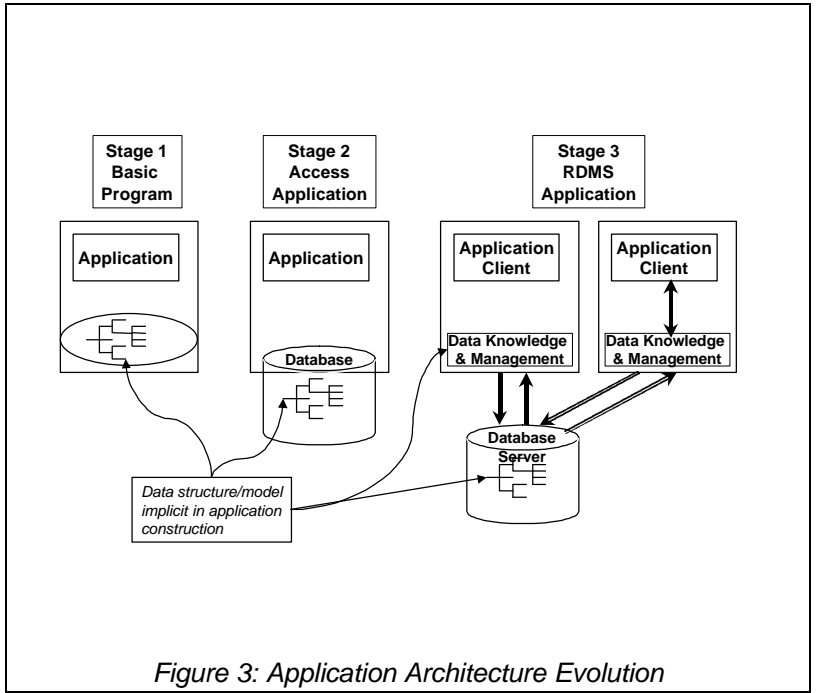 Stage 1
Basic
Program
Stage 2
Access
Application
Stage 3
RDMS
Application
Application
Application
Application
Client
Application
Client
Database
Data Knowledge
& Management
Data Knowledge
& Management
Database
Server
Data structure/model
implicit in application
construction
Figure 3: Application Architecture Evolution